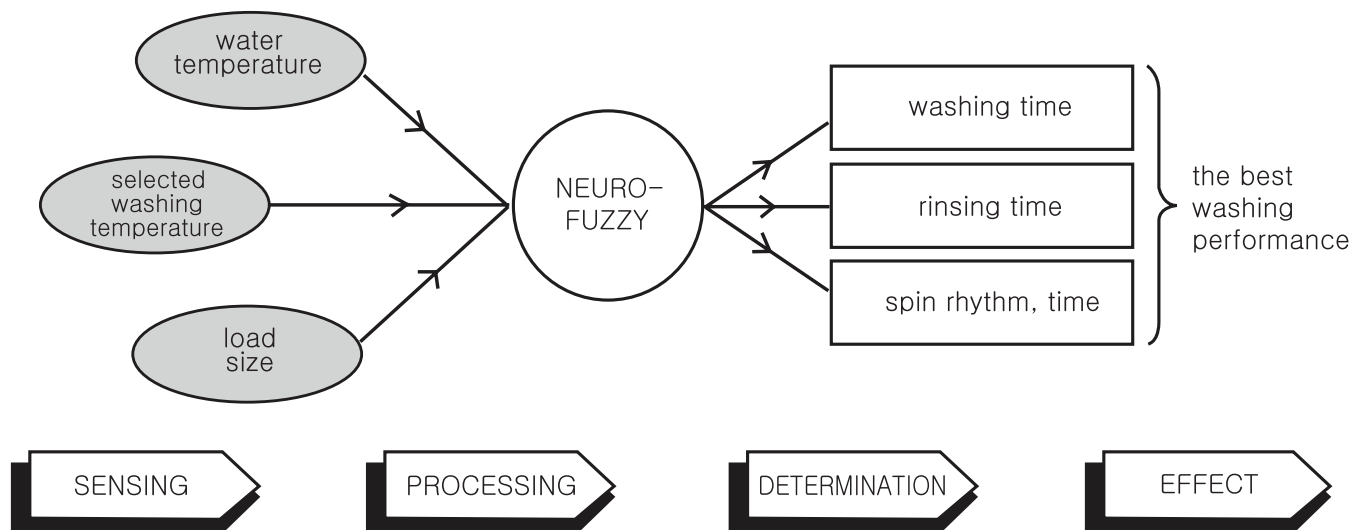 water
temperature
selected
washing
temperature
load
size
NEURO-
FUZZY
washing time
rinsing time
spin rhythm, time
the best
washing
performance
SENSING
PROCESSING
DETERMINATION
EFFECT